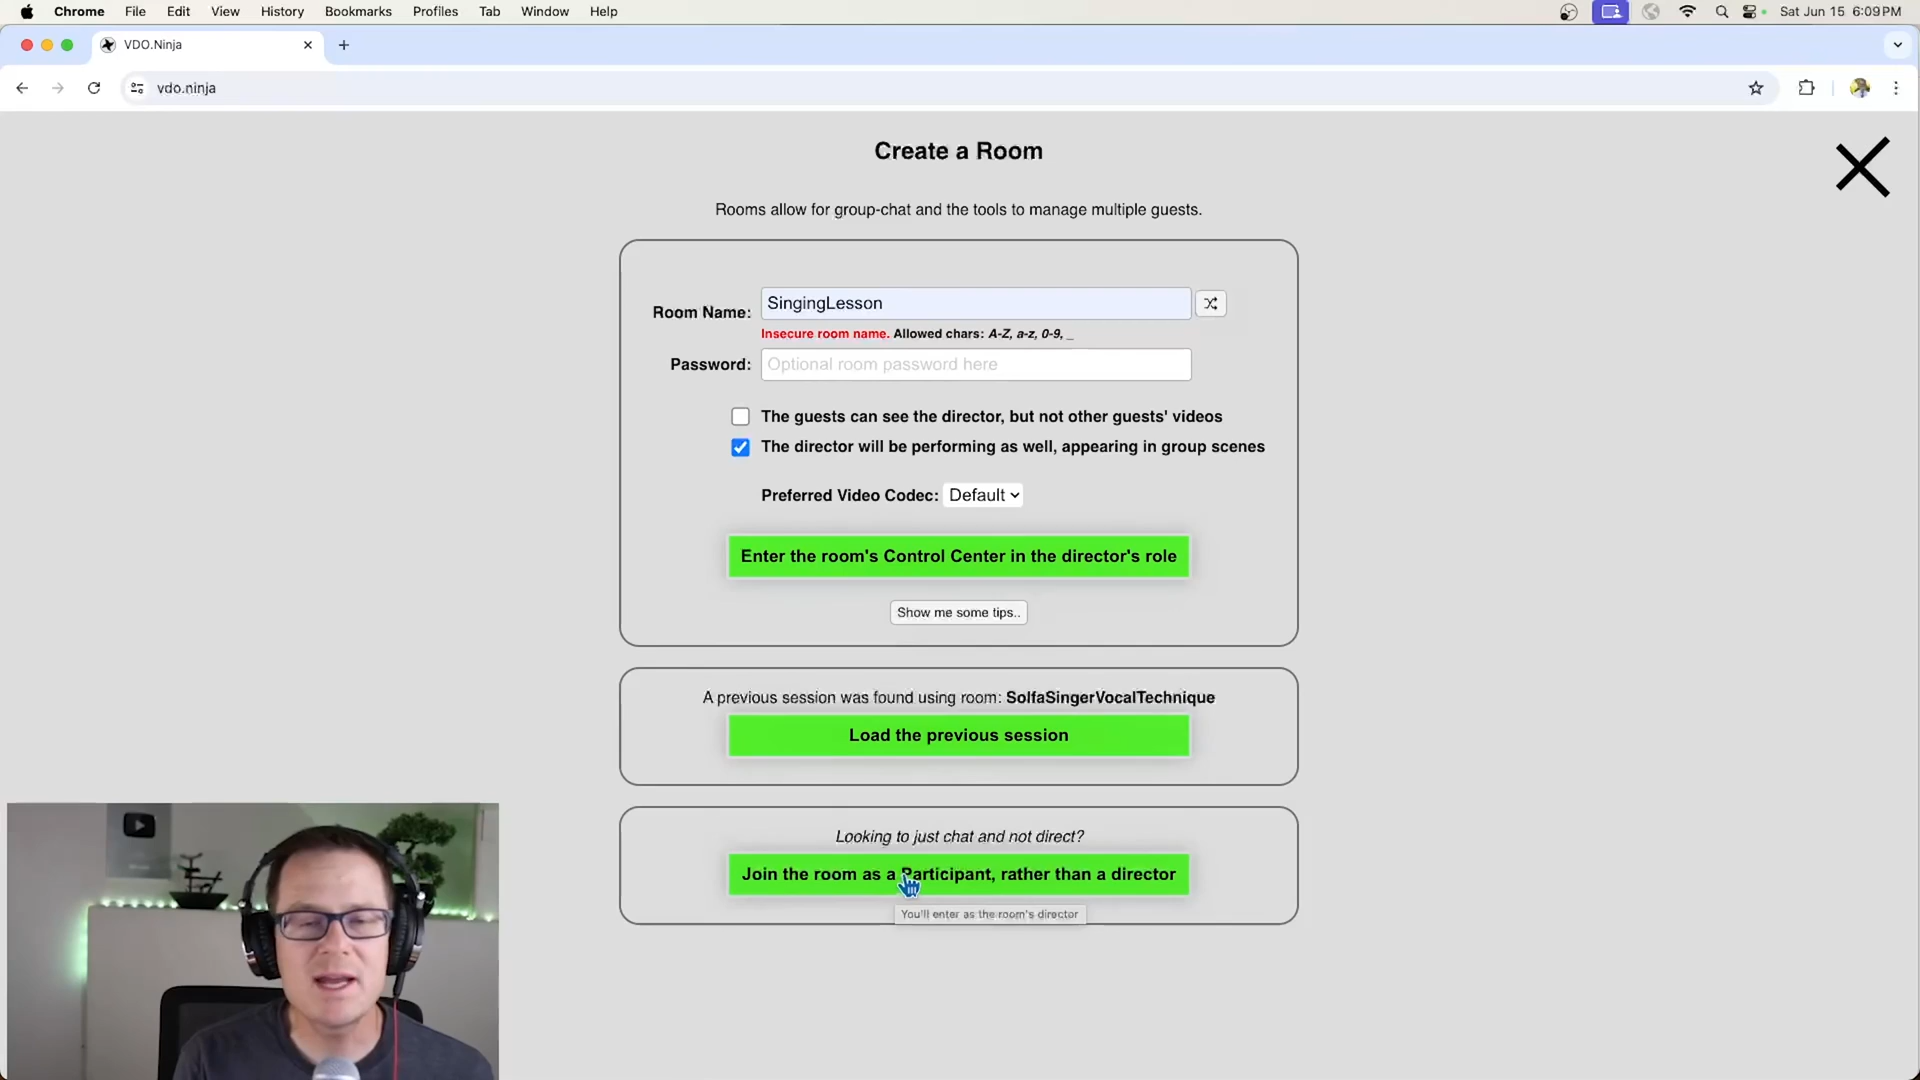 Chrome File Edit View History Bookmarks Profiles Tab Window Help Sat Jun 15 6:09 PM
VDO.Ninja
vdo.ninja
Create a Room
Rooms allow for group-chat and the tools to manage multiple guests.
Room Name: SingingLesson
Insecure room name. Allowed chars: A-Z, a-z, 0-9, _
Password: Optional room password here
The guests can see the director, but not other guests' videos
The director will be performing as well, appearing in group scenes
Preferred Video Codec: Default
Enter the room's Control Center in the director's role
Show me some tips..
A previous session was found using room: SolfaSingerVocalTechnique
Load the previous session
Looking to just chat and not direct?
Join the room as a Participant, rather than a director
You'll enter as the room's director